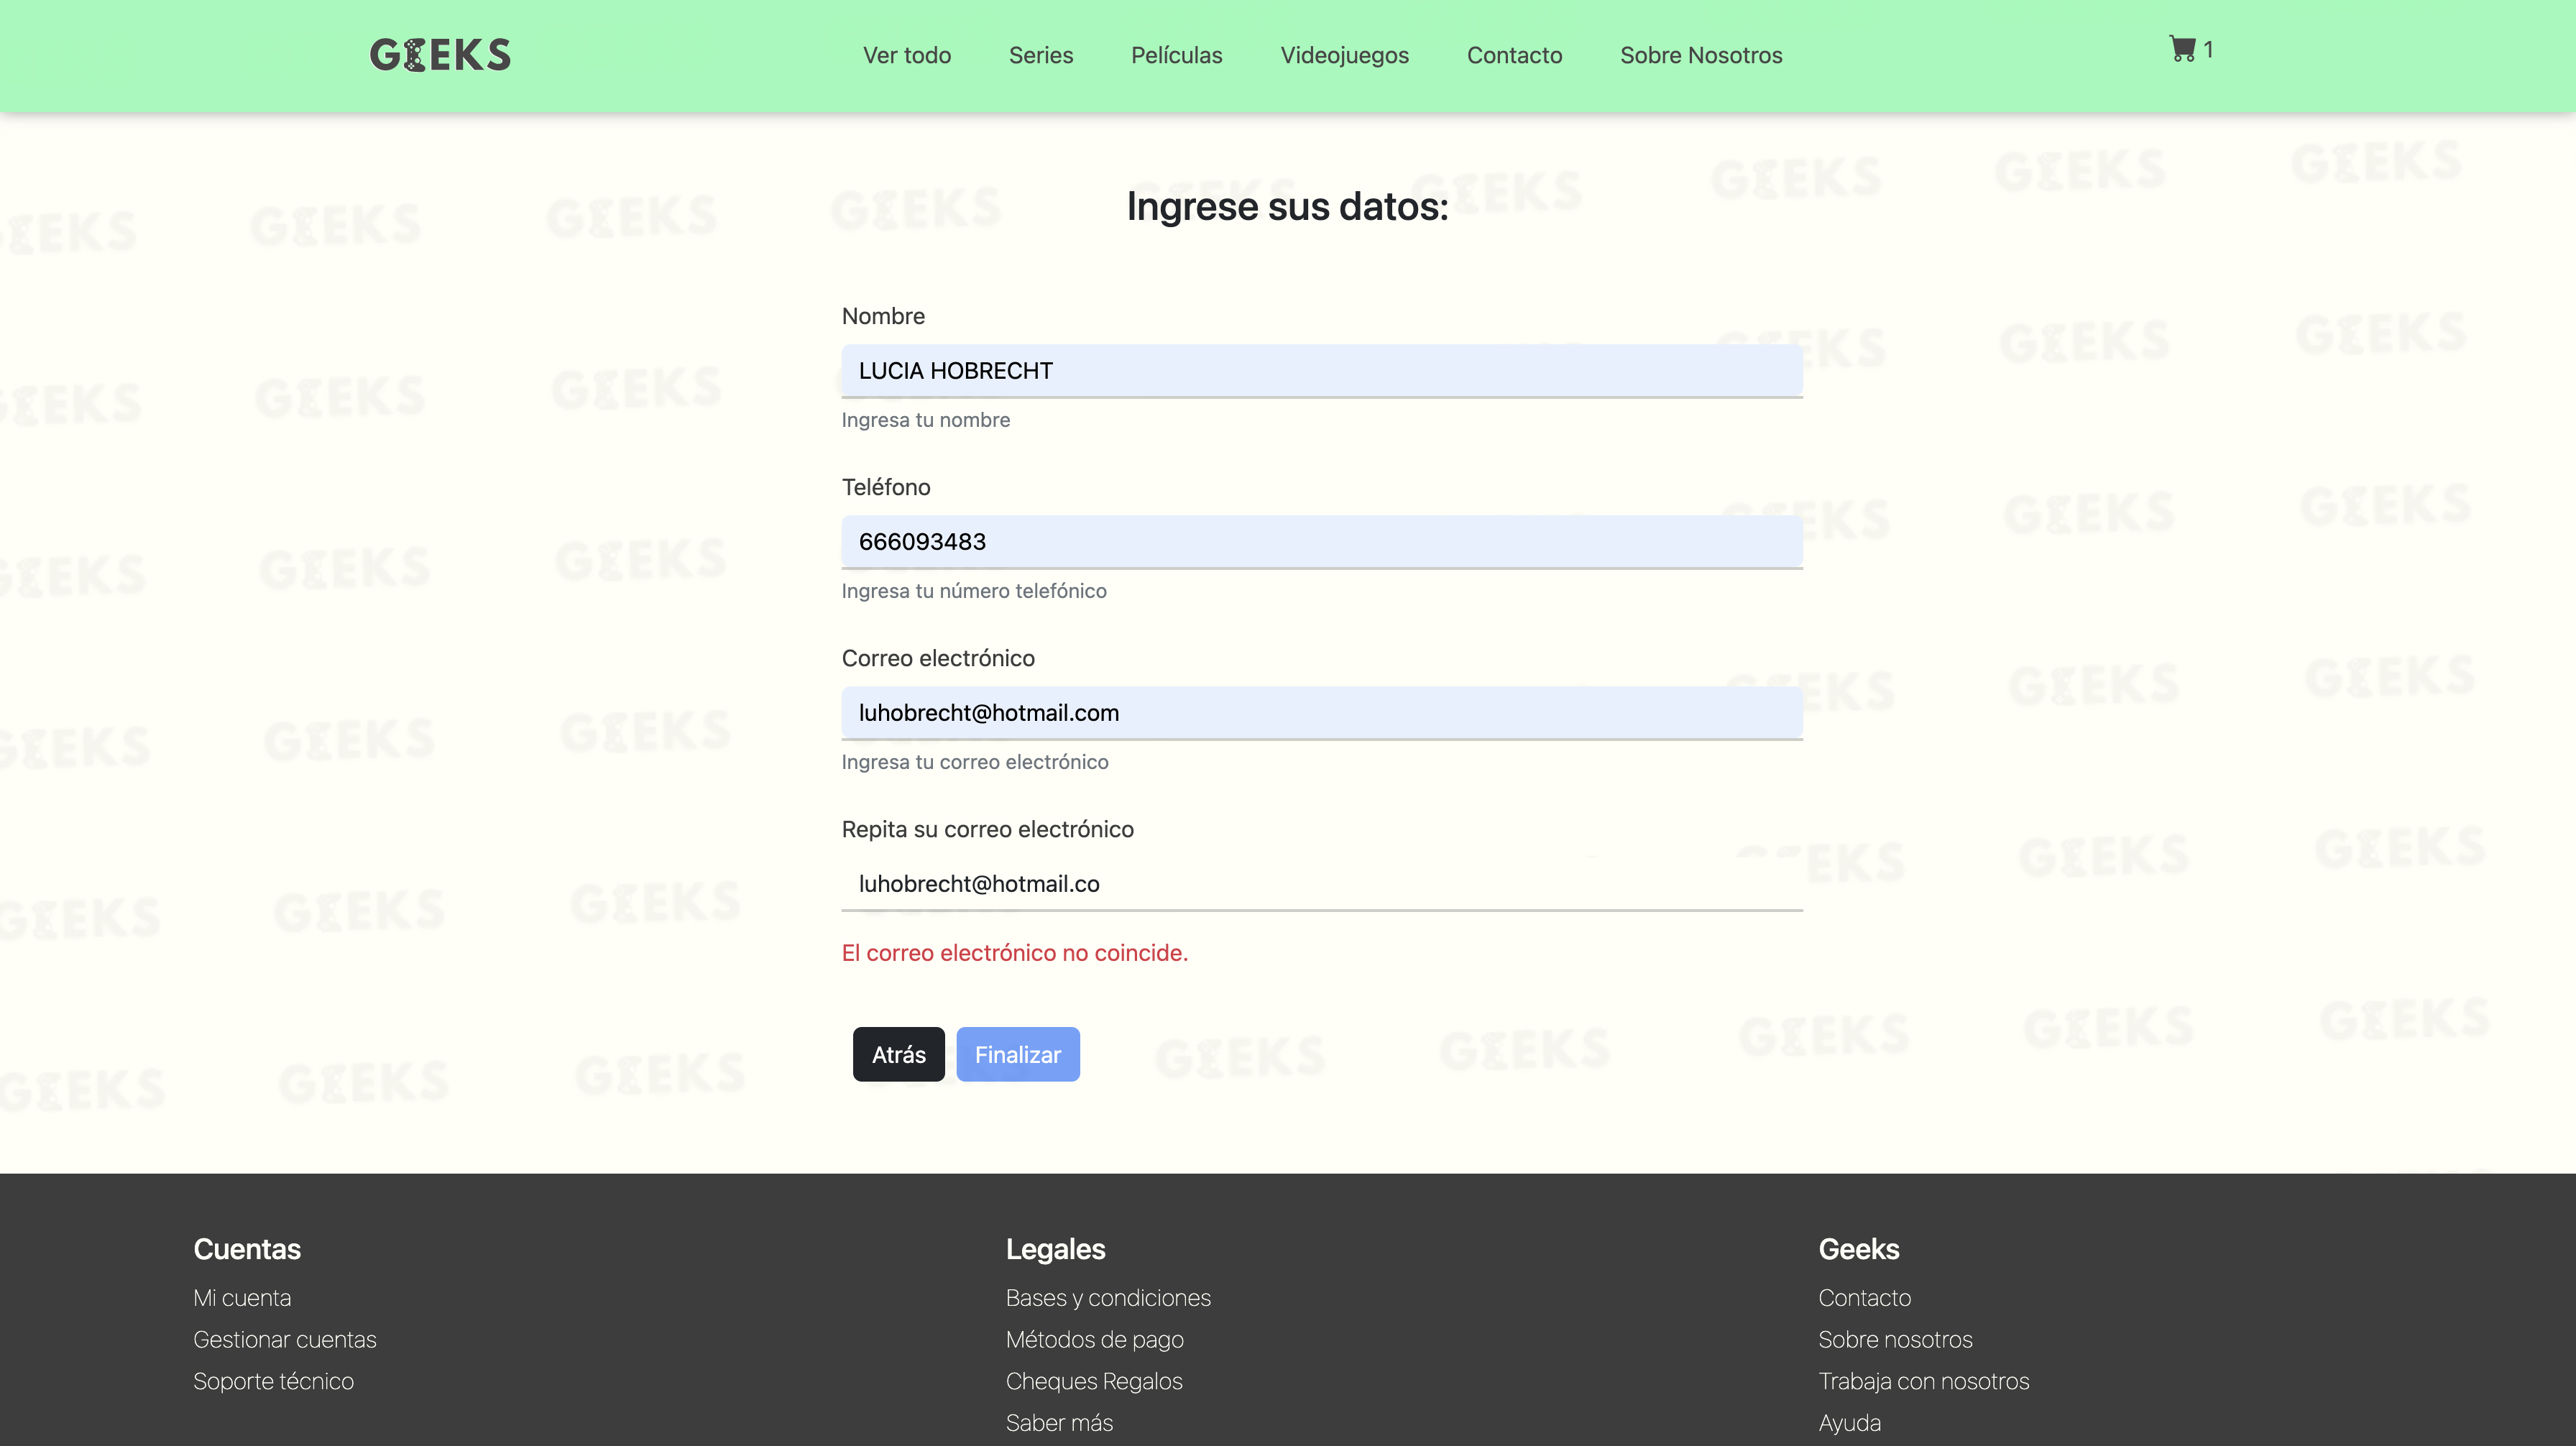 GEEKS
Ver todo Series Películas Videojuegos Contacto Sobre Nosotros 1
Ingrese sus datos:
Nombre
LUCIA HOBRECHT
Ingresa tu nombre
Teléfono
666093483
Ingresa tu número telefónico
Correo electrónico
luhobrecht@hotmail.com
Ingresa tu correo electrónico
Repita su correo electrónico
luhobrecht@hotmail.co
El correo electrónico no coincide.
Atrás Finalizar
Cuentas
Mi cuenta
Gestionar cuentas
Soporte técnico
Legales
Bases y condiciones
Métodos de pago
Cheques Regalos
Saber más
Geeks
Contacto
Sobre nosotros
Trabaja con nosotros
Ayuda